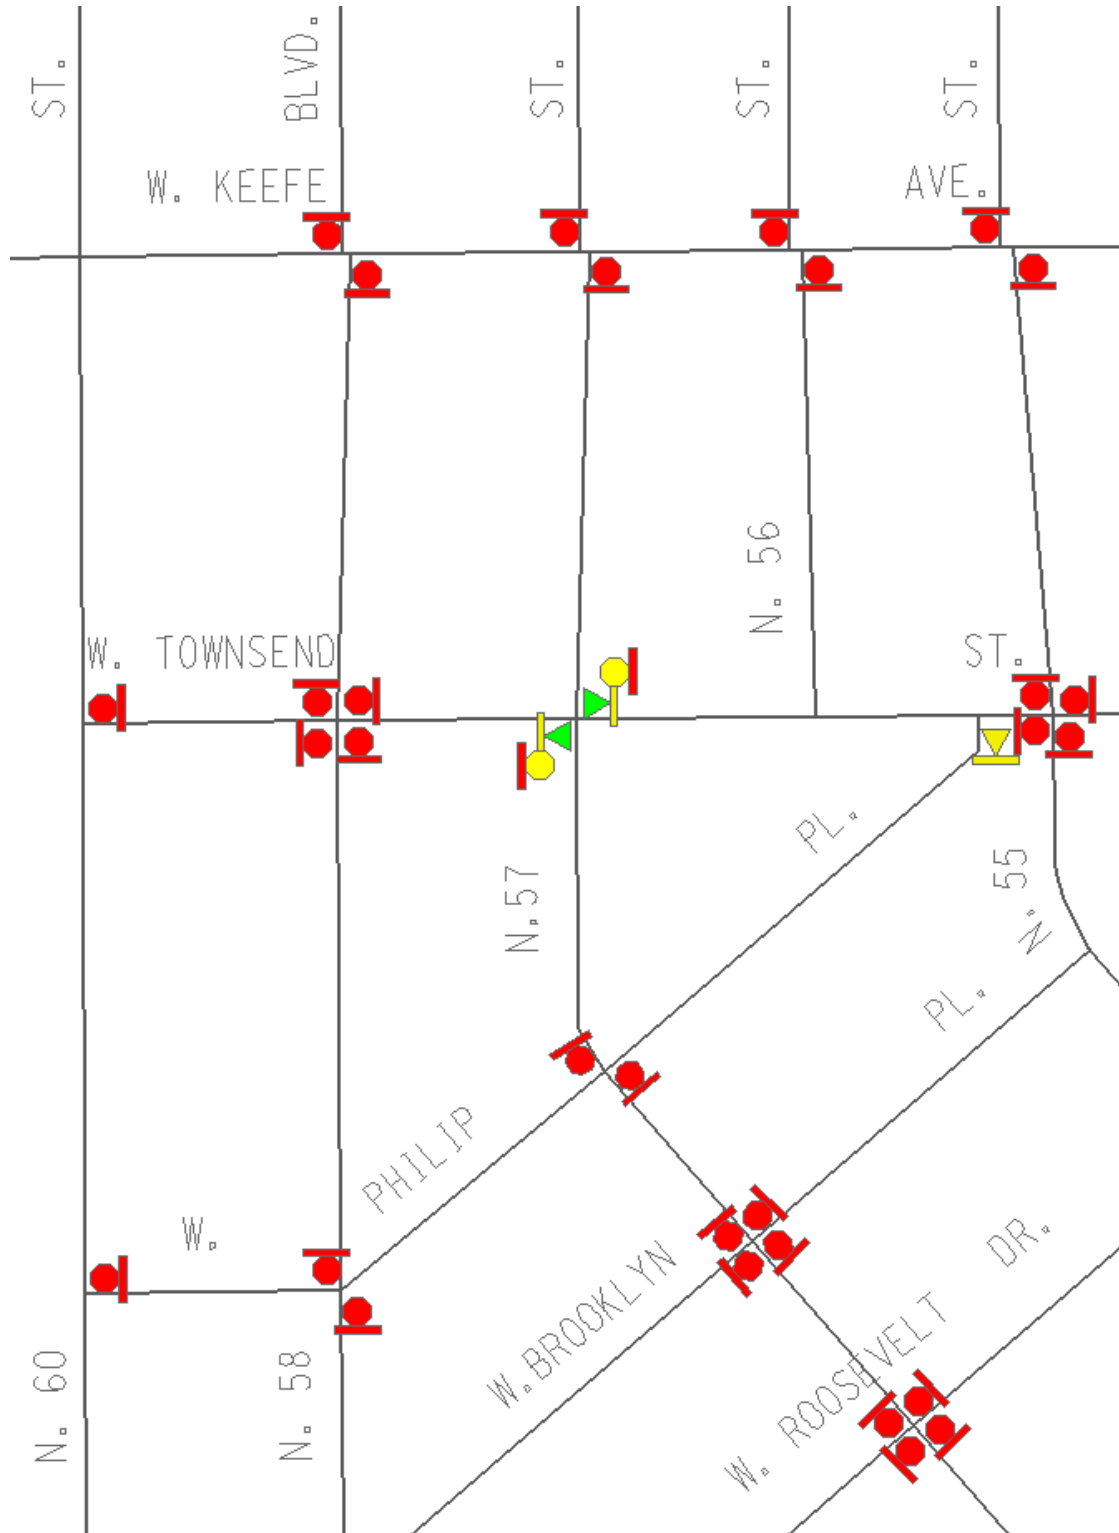 ST.
BLVD.
ST.
ST.
ST.
W. KEEFE AVE.
N. 56
W. TOWNSEND ST.
PL.
N.57
N. 55
PL.
PHILIP
W.
DR.
W.BROOKLYN
W. ROOSEVELT
N. 60
N. 58